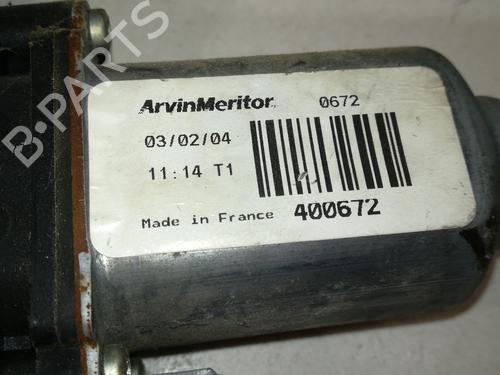 B-PARTS
ArvinMeritor 0672
03/02/04
11:14 T1
Made in France 400672